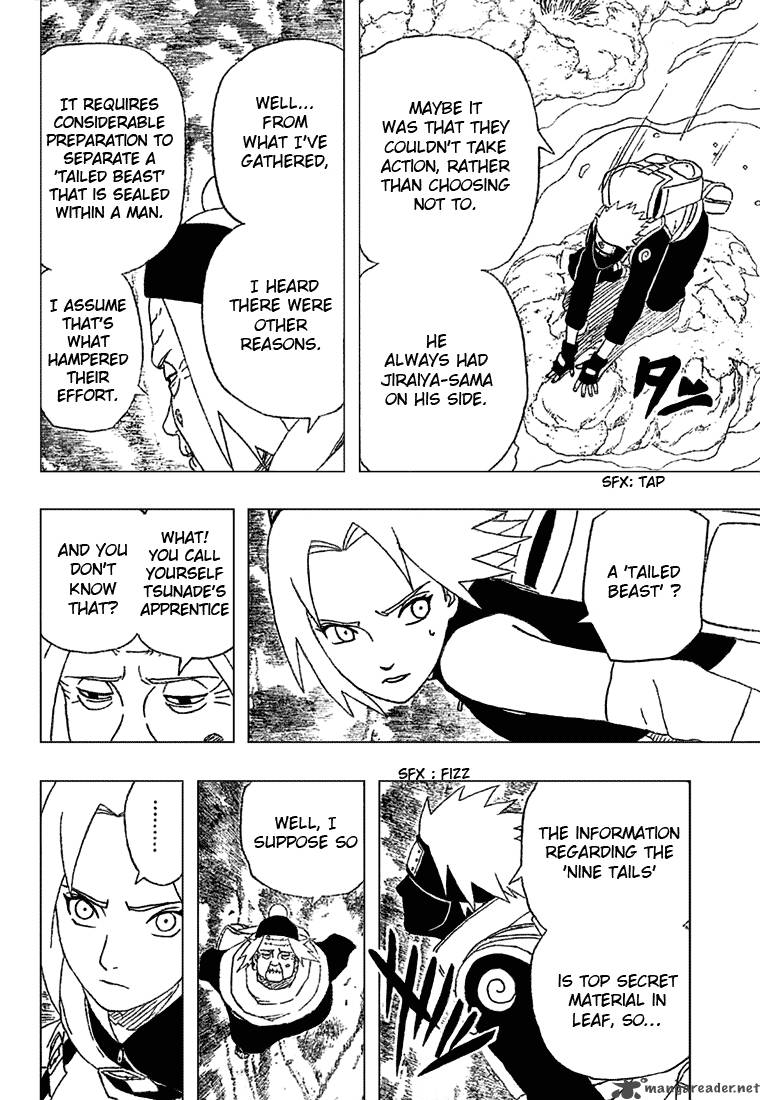 MAYBE IT
WAS THAT THEY
COULDN'T TAKE
ACTION, RATHER
THAN CHOOSING
NOT TO.
HE
ALWAYS HAD
JIRAIYA-SAMA
ON HIS SIDE.
タッ
SFX: TAP
WELL...
FROM
WHAT I'VE
GATHERED,
I HEARD
THERE WERE
OTHER
REASONS.
IT REQUIRES
CONSIDERABLE
PREPARATION TO
SEPARATE A
'TAILED BEAST'
THAT IS SEALED
WITHIN A MAN.
I ASSUME
THAT'S
WHAT
HAMPERED
THEIR
EFFORT.
A 'TAILED
BEAST' ?
WHAT!
YOU CALL
YOURSELF
TSUNADE'S
APPRENTICE
AND YOU
DON'T
KNOW
THAT?
SFX : FIZZ
THE INFORMATION
REGARDING THE
'NINE TAILS'
IS TOP SECRET
MATERIAL IN
LEAF, SO...
WELL, I
SUPPOSE SO
.........
mangareader.net